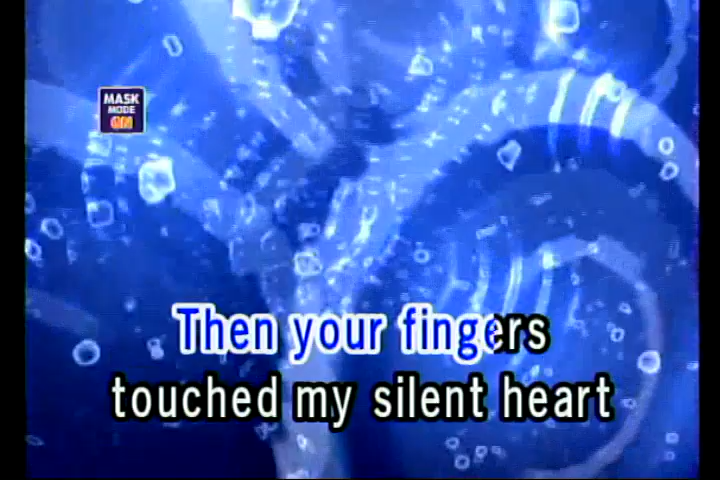 MASK
MODE
ON
Then your fingers
touched my silent heart